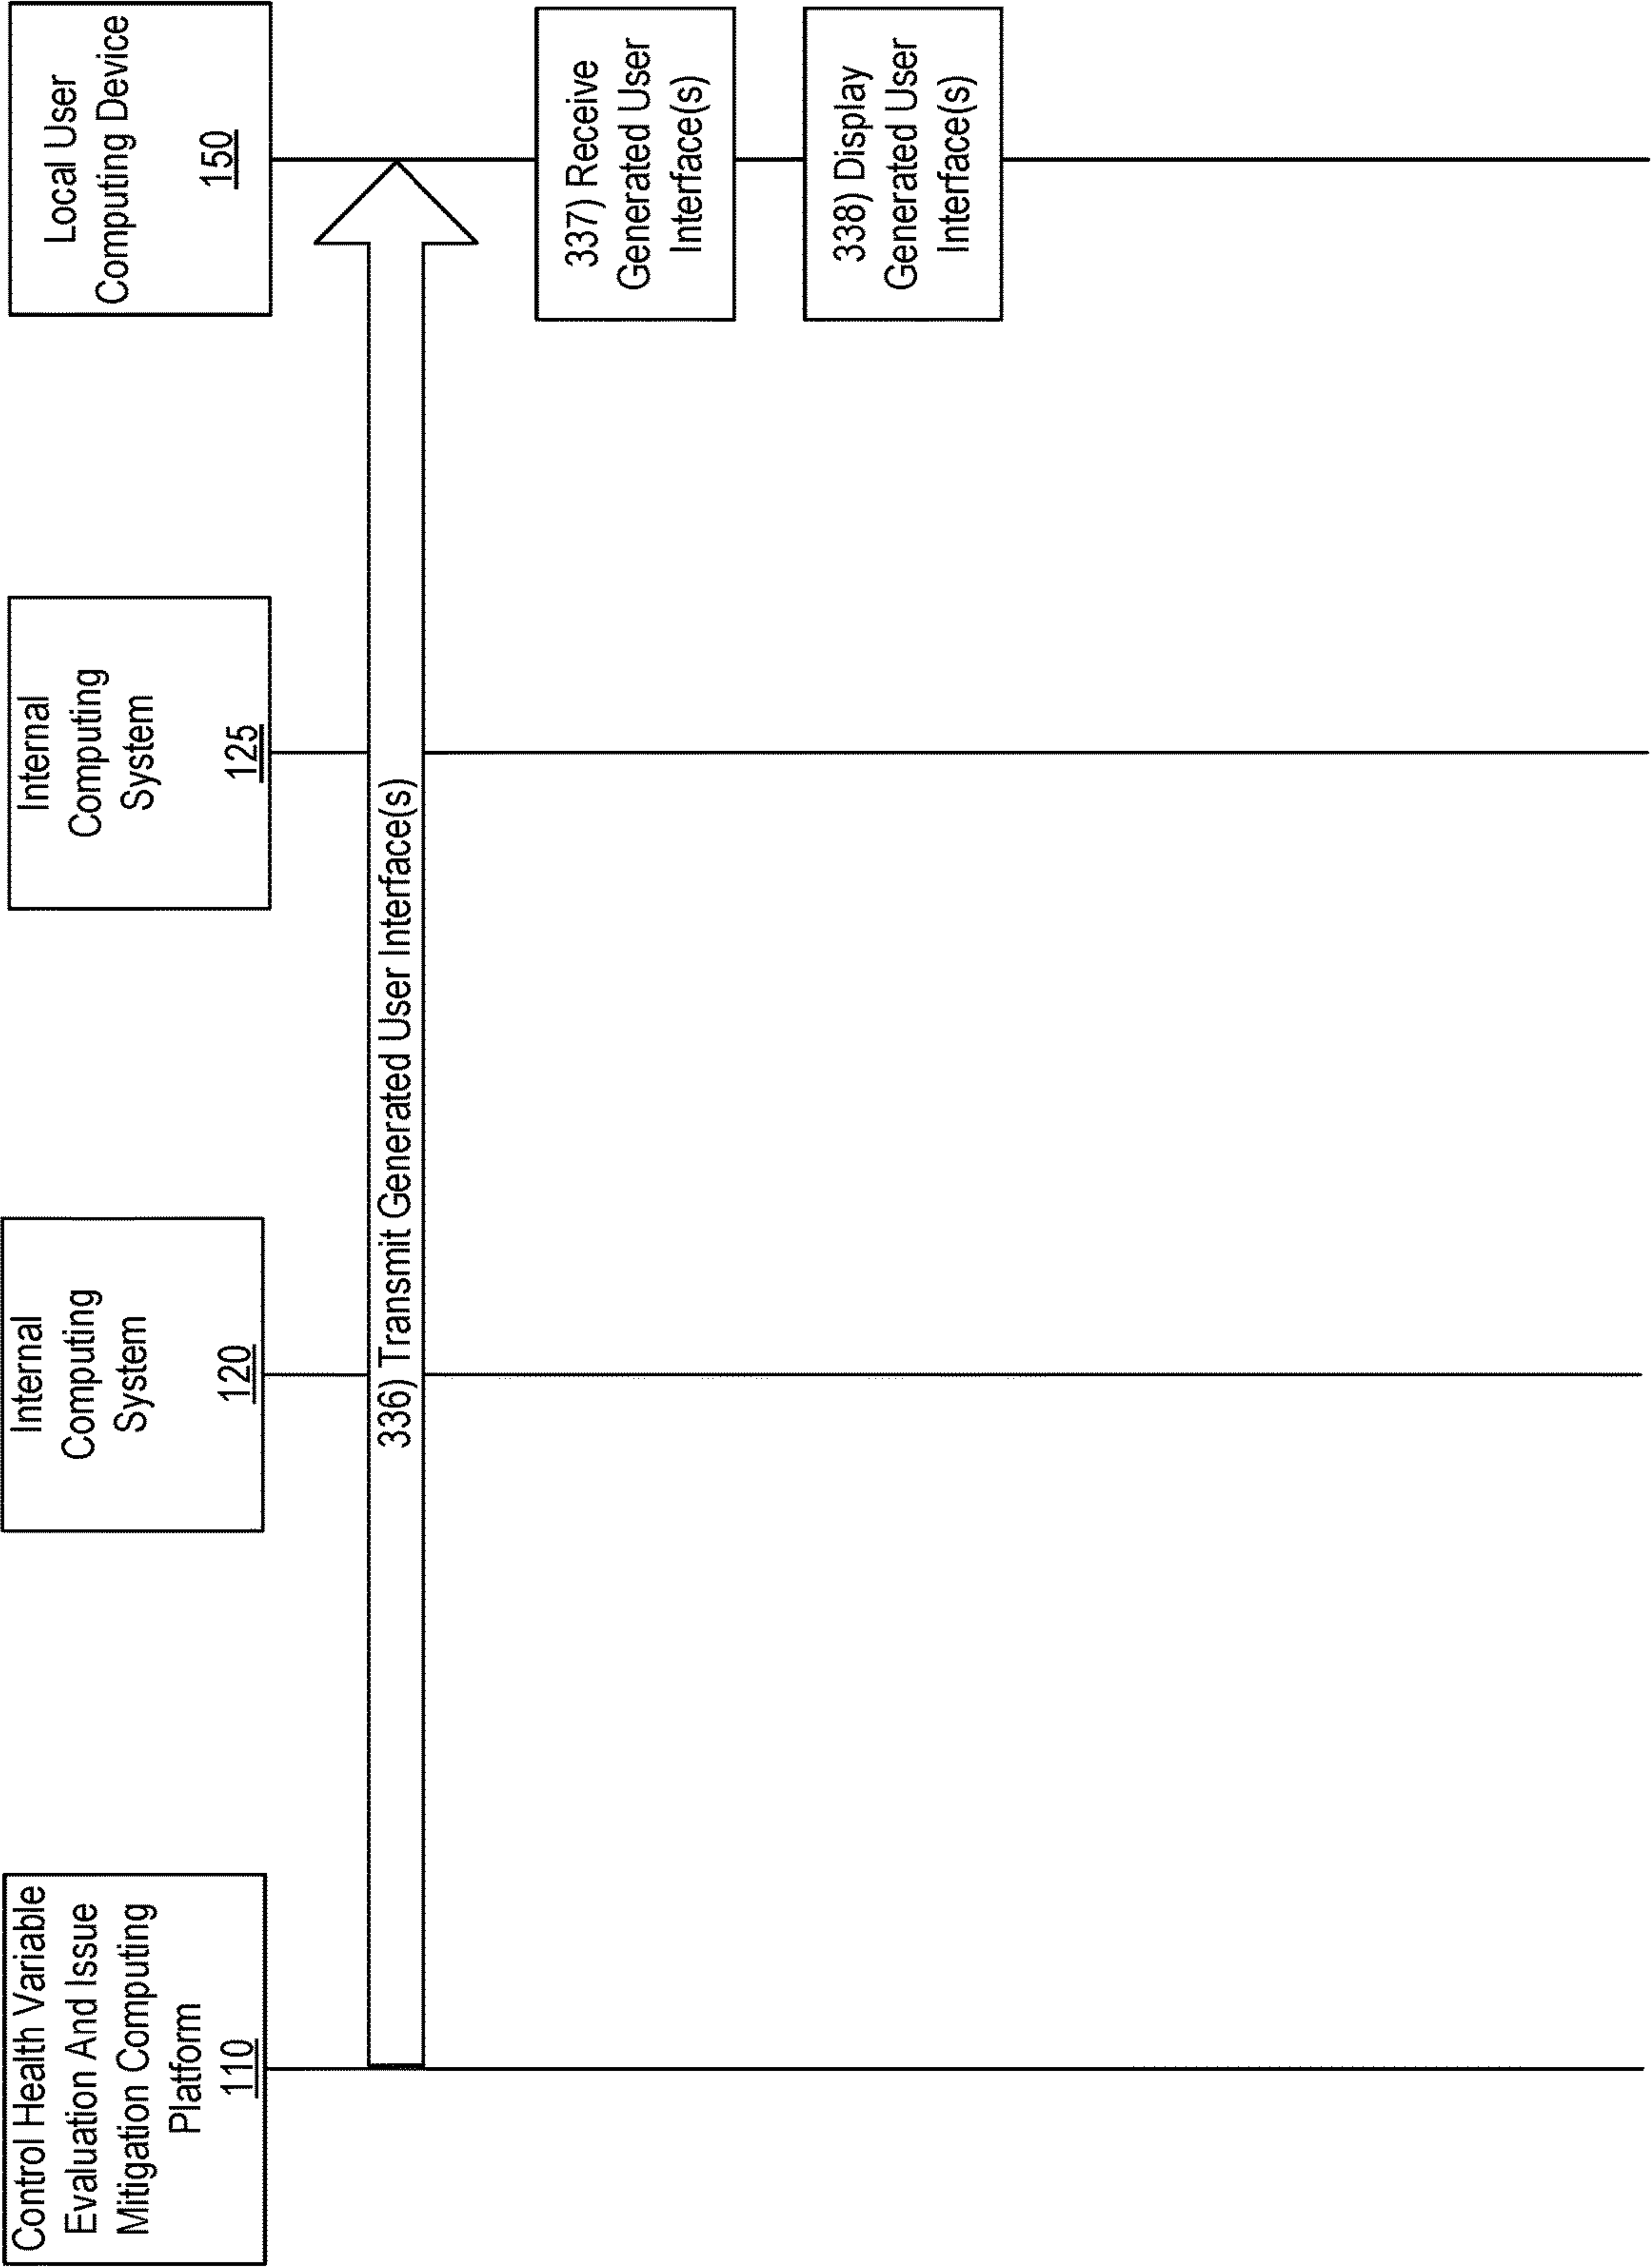 Control Health Variable
Evaluation And Issue
Mitigation Computing
Platform
110
Internal
Computing
System
120
Internal
Computing
System
125
Local User
Computing Device
150
336) Transmit Generated User Interface(s)
337) Receive
Generated User
Interface(s)
338) Display
Generated User
Interface(s)